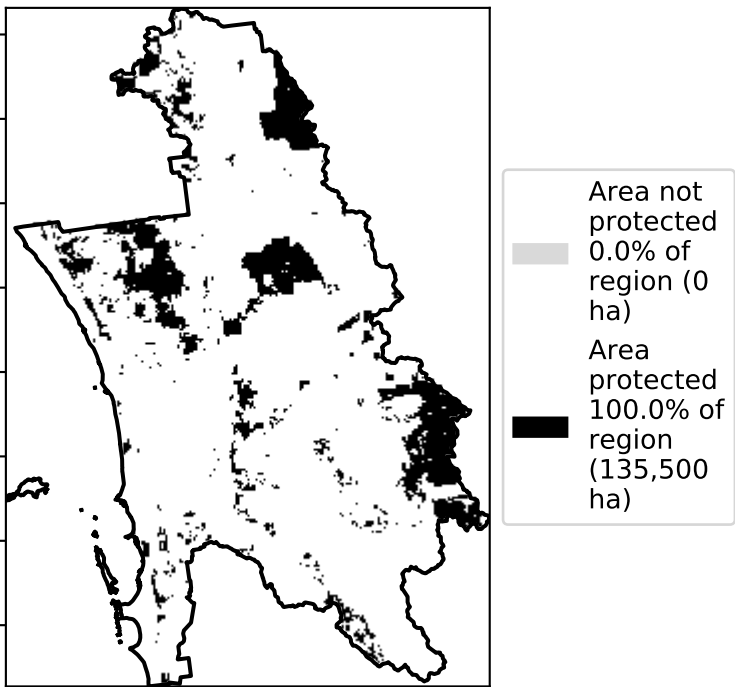 Area not
protected
0.0% of
region (0
ha)
Area
protected
100.0% of
region
(135,500
ha)